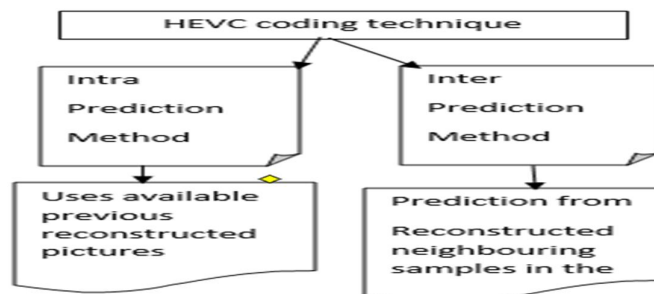 HEVC coding technique
Intra
Prediction
Method
Inter
Prediction
Method
Uses available
previous
reconstructed
pictures
Prediction from
Reconstructed
neighbouring
samples in the